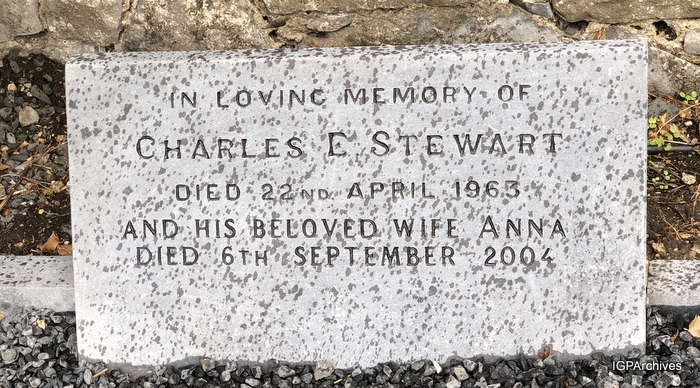 IN LOVING MEMORY OF
CHARLES E. STEWART
DIED 22ND APRIL 1963
AND HIS BELOVED WIFE ANNA
DIED 6TH SEPTEMBER 2004
IGPArchives